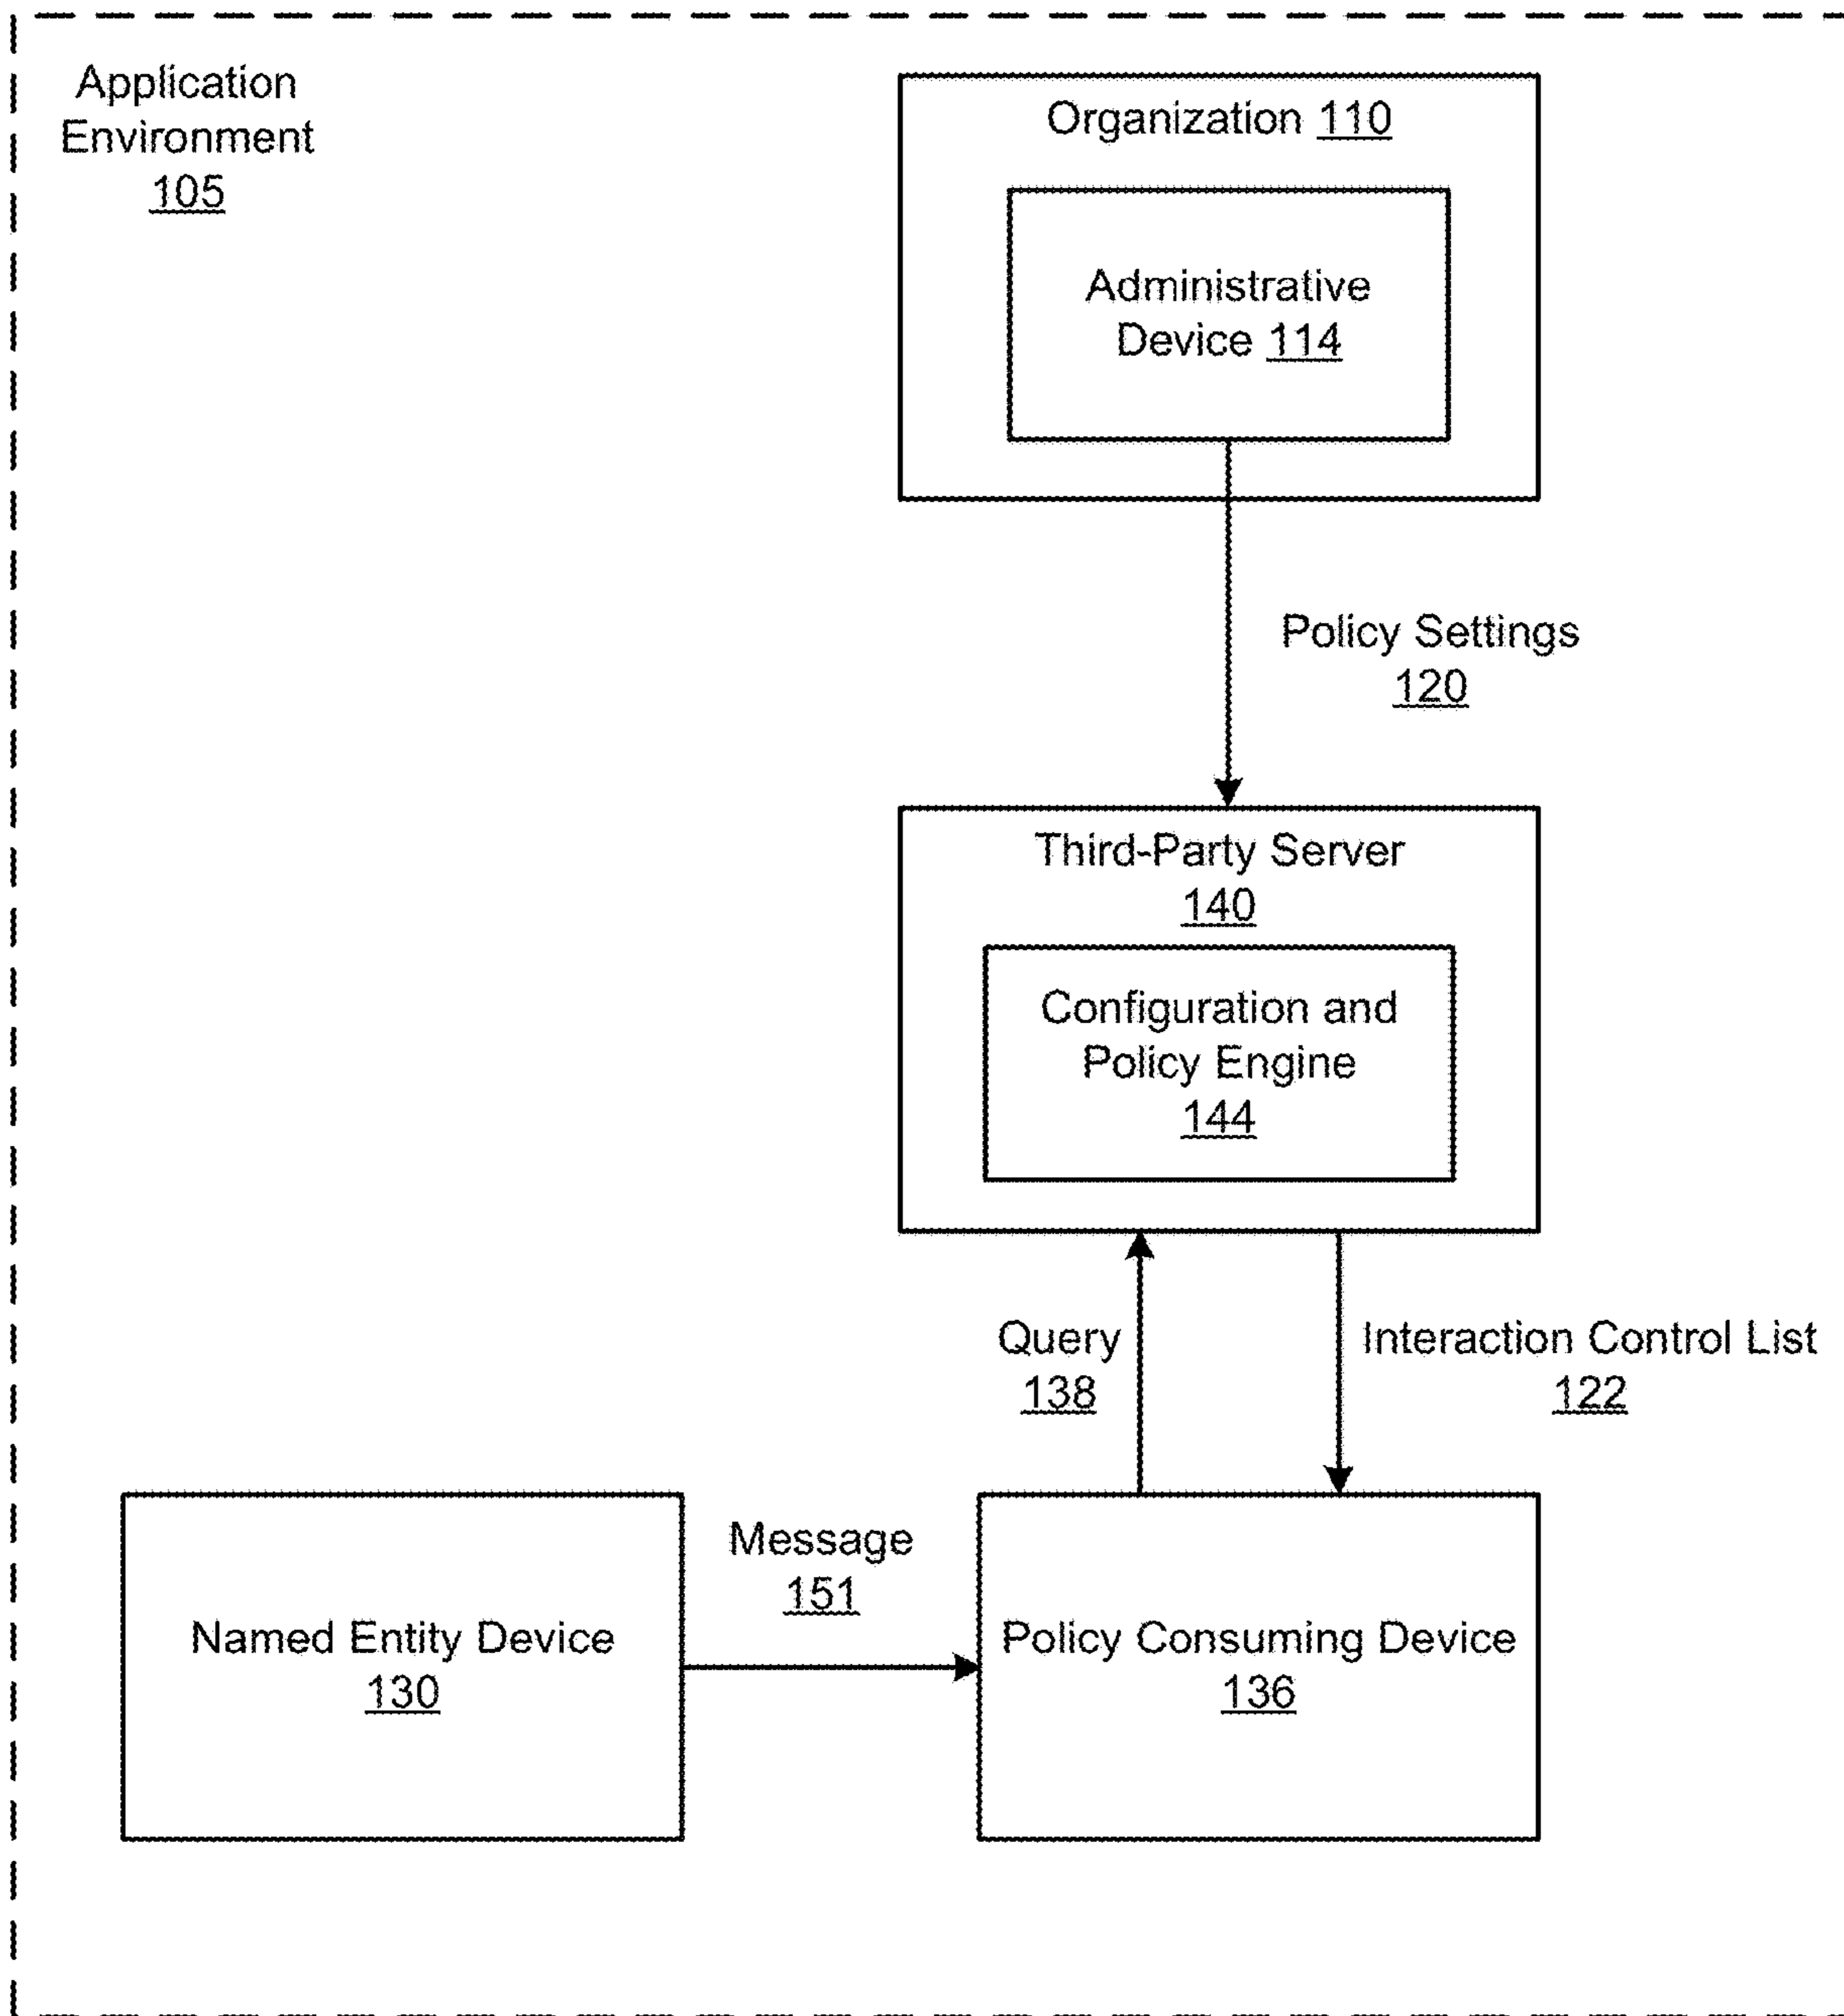 Application
Environment
105
Organization 110
Administrative
Device 114
Policy Settings
120
Third-Party Server
140
Configuration and
Policy Engine
144
Query
138
Interaction Control List
122
Message
151
Named Entity Device
130
Policy Consuming Device
136